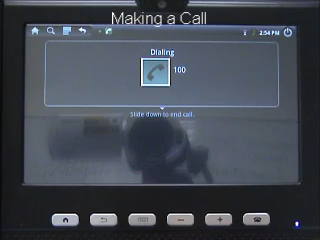 Making a Call
2:54 PM
Dialing
100
Slide down to end call.